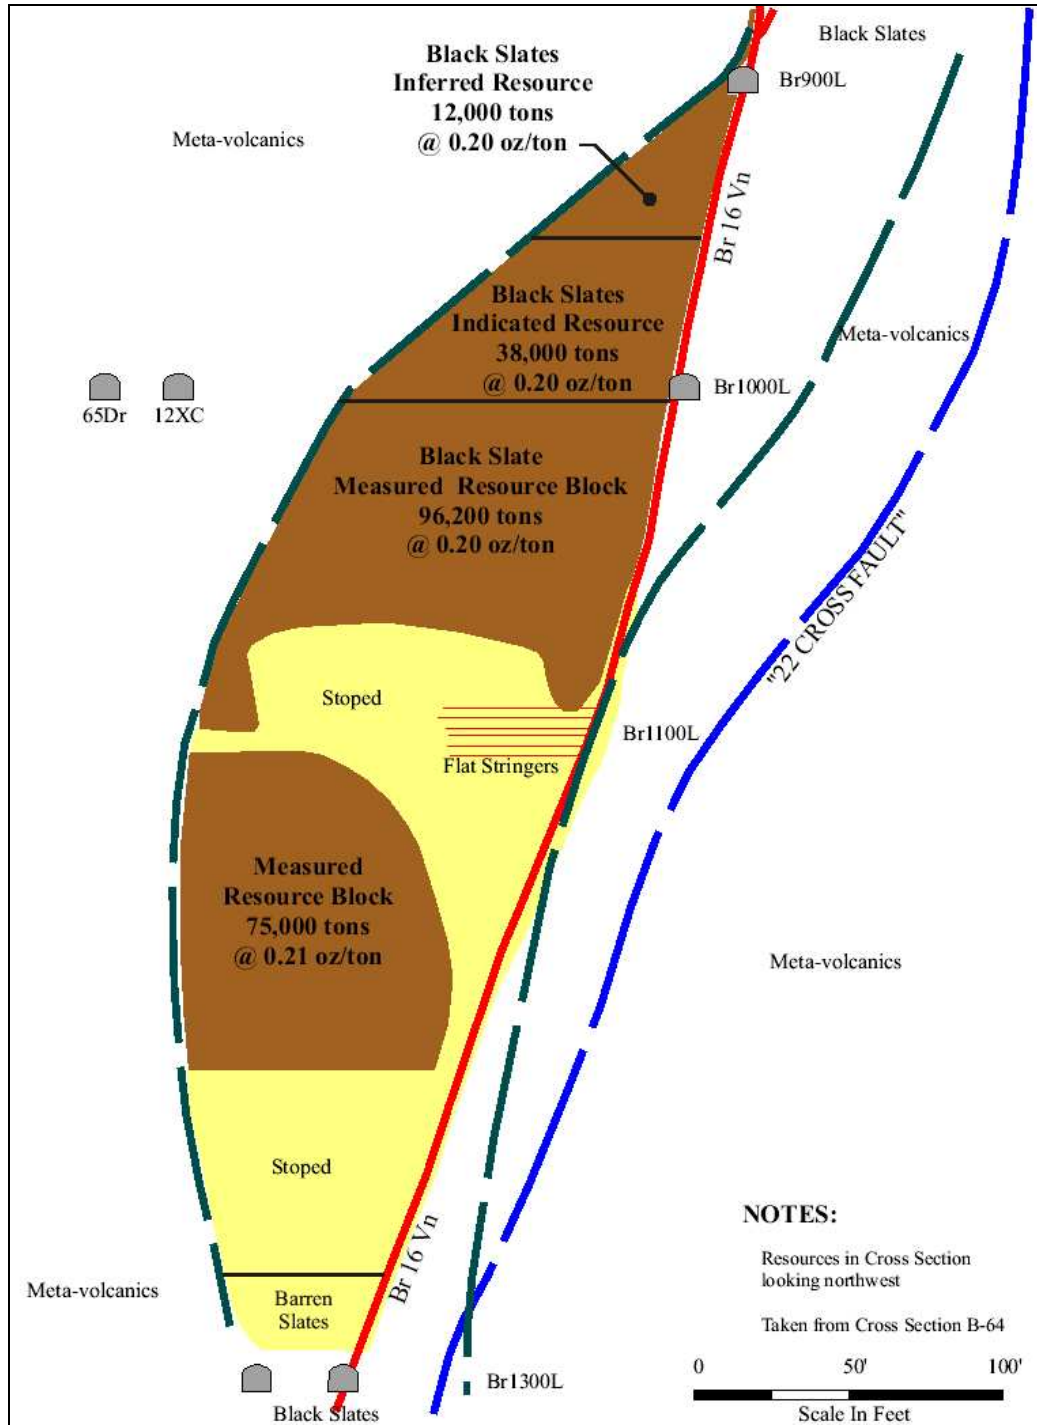 Black Slates
Black Slates
Inferred Resource
12,000 tons
@ 0.20 oz/ton
Br900L
Meta-volcanics
Br 16 Vn
Black Slates
Indicated Resource
38,000 tons
@ 0.20 oz/ton
Meta-volcanics
65Dr
12XC
Br1000L
Black Slate
Measured Resource Block
96,200 tons
@ 0.20 oz/ton
"22 CROSS FAULT"
Stoped
Br1100L
Flat Stringers
Measured
Resource Block
75,000 tons
@ 0.21 oz/ton
Meta-volcanics
Stoped
Br 16 Vn
Meta-volcanics
Barren
Slates
Br1300L
Black Slates
NOTES:
Resources in Cross Section
looking northwest
Taken from Cross Section B-64
0 50' 100'
Scale In Feet